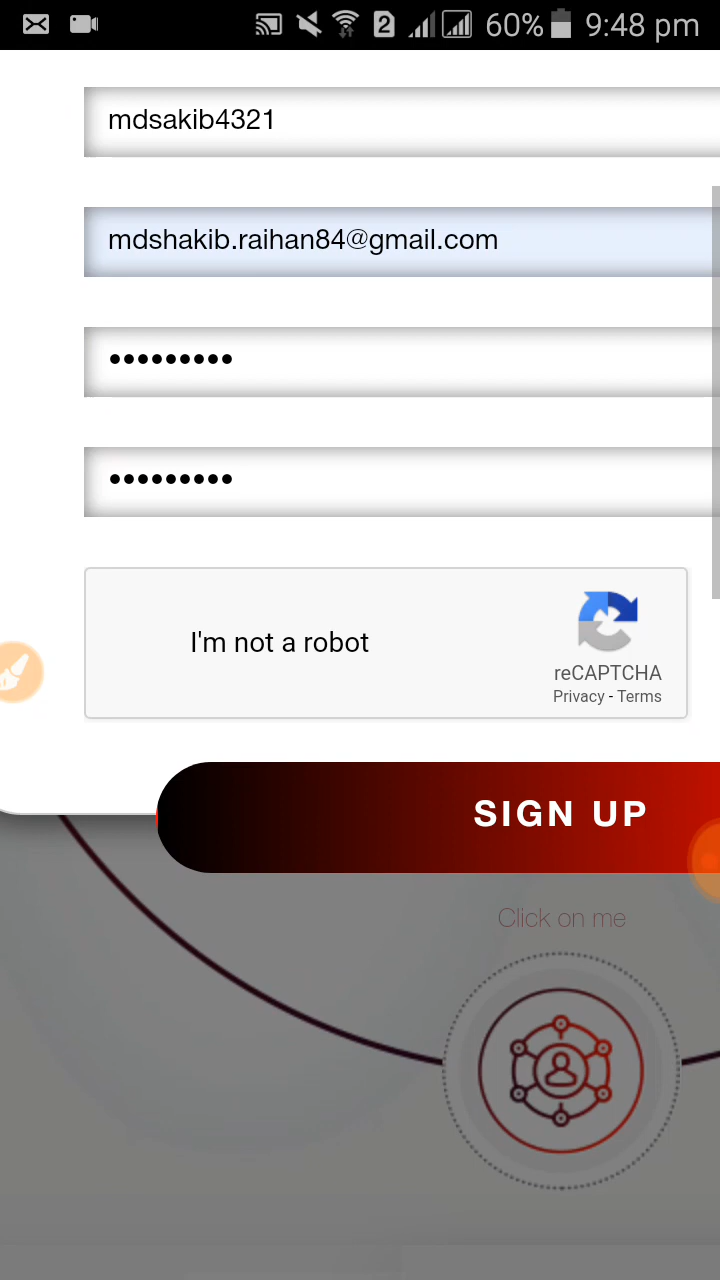 2 60% 9:48 pm
mdsakib4321
mdshakib.raihan84@gmail.com
•••••••••
•••••••••
I'm not a robot
reCAPTCHA
Privacy - Terms
SIGN UP
Click on me